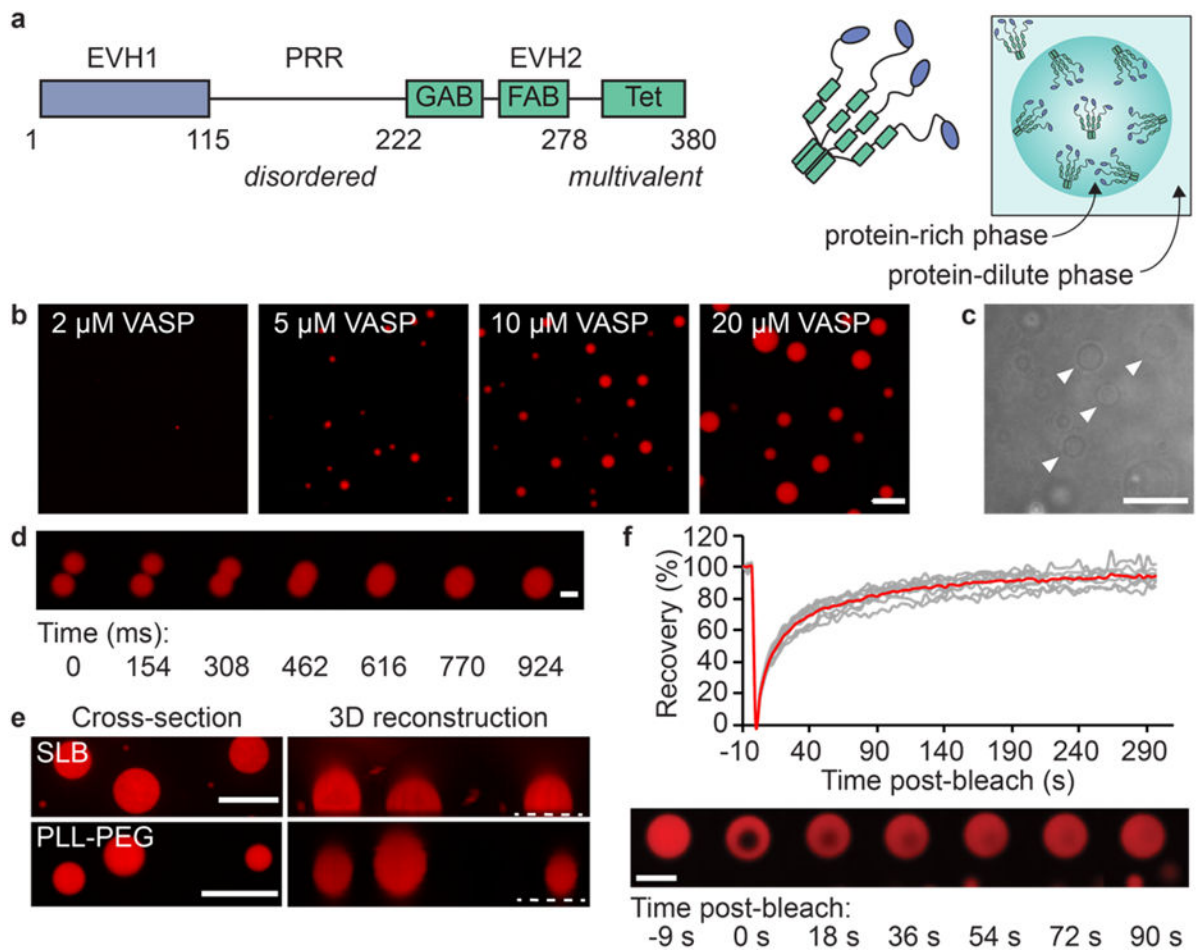 a
EVH1 PRR EVH2
GAB FAB Tet
1 115 222 278 380
disordered multivalent
protein-rich phase
protein-dilute phase
b
2 µM VASP 5 µM VASP 10 µM VASP 20 µM VASP
c
d
Time (ms):
0 154 308 462 616 770 924
e
Cross-section 3D reconstruction
SLB
PLL-PEG
f
Recovery (%)
120
100
80
60
40
20
0
-10 40 90 140 190 240 290
Time post-bleach (s)
Time post-bleach:
-9 s 0 s 18 s 36 s 54 s 72 s 90 s